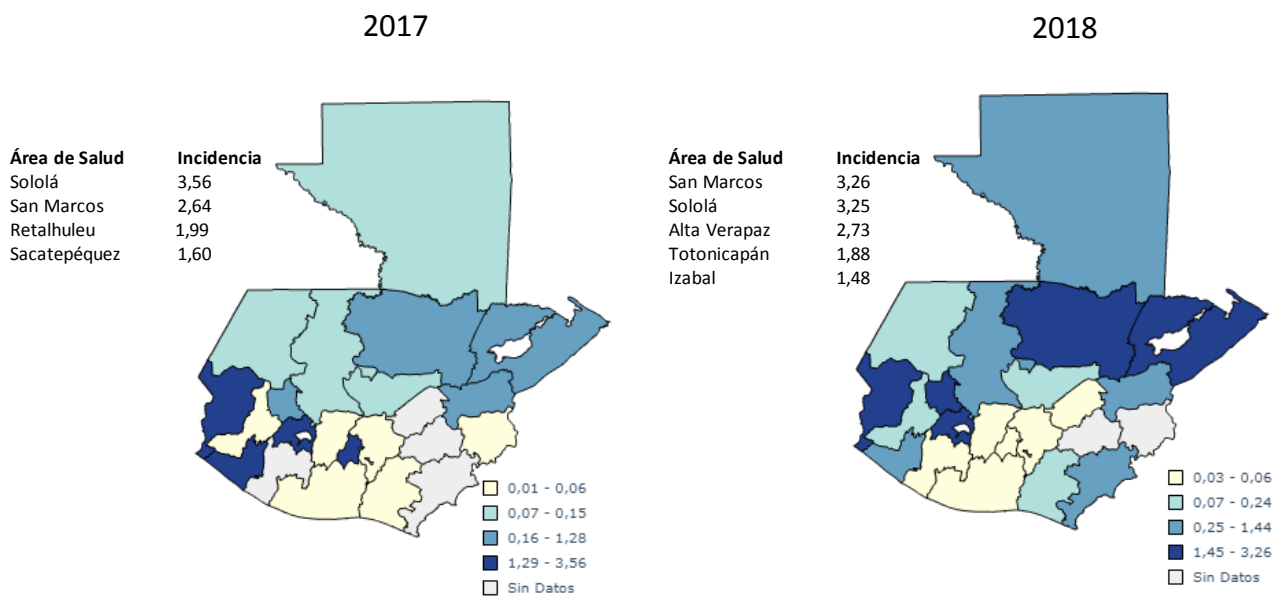 2017
Área de Salud Incidencia
Sololá 3,56
San Marcos 2,64
Retalhuleu 1,99
Sacatepéquez 1,60
0,01 - 0,06
0,07 - 0,15
0,16 - 1,28
1,29 - 3,56
Sin Datos
2018
Área de Salud Incidencia
San Marcos 3,26
Sololá 3,25
Alta Verapaz 2,73
Totonicapán 1,88
Izabal 1,48
0,03 - 0,06
0,07 - 0,24
0,25 - 1,44
1,45 - 3,26
Sin Datos